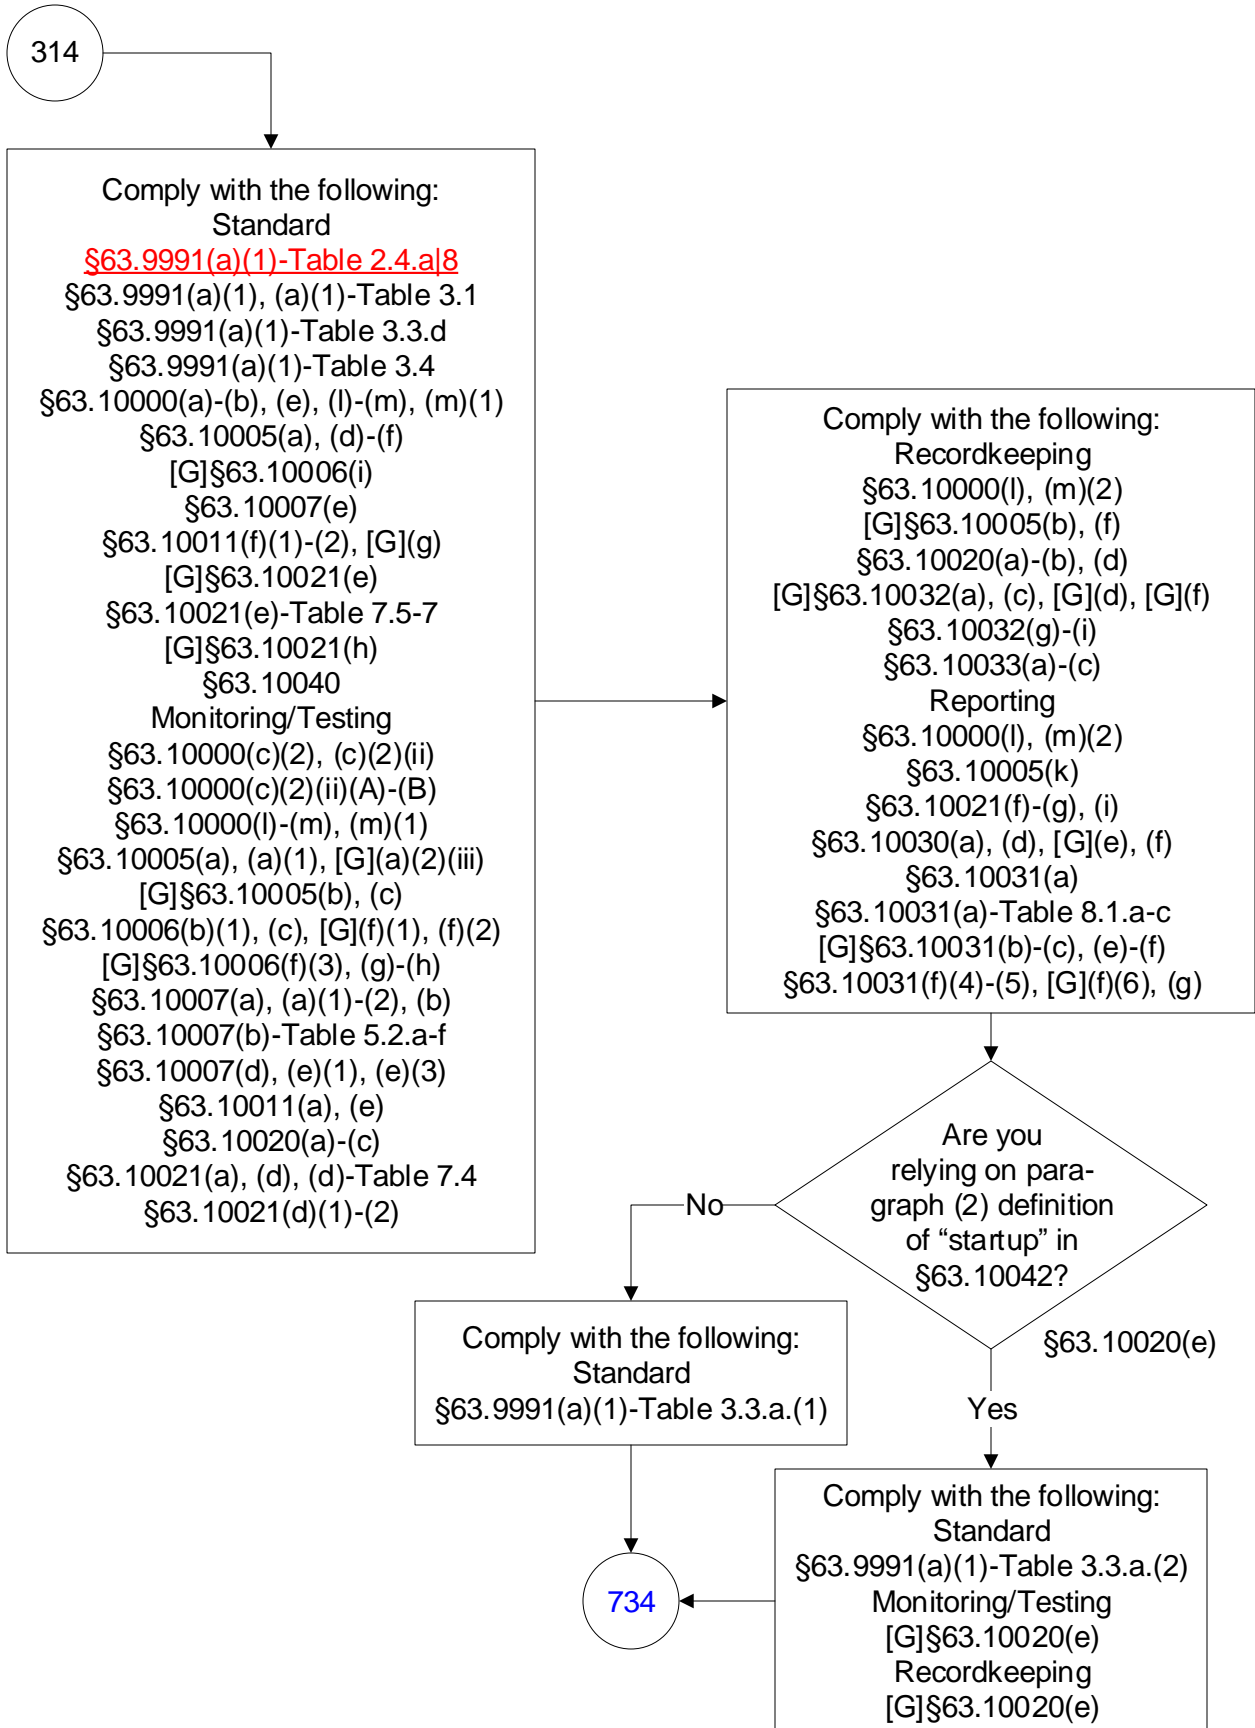 314
Comply with the following:
Standard
§63.9991(a)(1)-Table 2.4.a|8
§63.9991(a)(1), (a)(1)-Table 3.1
§63.9991(a)(1)-Table 3.3.d
§63.9991(a)(1)-Table 3.4
§63.10000(a)-(b), (e), (l)-(m), (m)(1)
§63.10005(a), (d)-(f)
[G]§63.10006(i)
§63.10007(e)
§63.10011(f)(1)-(2), [G](g)
[G]§63.10021(e)
§63.10021(e)-Table 7.5-7
[G]§63.10021(h)
§63.10040
Monitoring/Testing
§63.10000(c)(2), (c)(2)(ii)
§63.10000(c)(2)(ii)(A)-(B)
§63.10000(l)-(m), (m)(1)
§63.10005(a), (a)(1), [G](a)(2)(iii)
[G]§63.10005(b), (c)
§63.10006(b)(1), (c), [G](f)(1), (f)(2)
[G]§63.10006(f)(3), (g)-(h)
§63.10007(a), (a)(1)-(2), (b)
§63.10007(b)-Table 5.2.a-f
§63.10007(d), (e)(1), (e)(3)
§63.10011(a), (e)
§63.10020(a)-(c)
§63.10021(a), (d), (d)-Table 7.4
§63.10021(d)(1)-(2)
Comply with the following:
Recordkeeping
§63.10000(l), (m)(2)
[G]§63.10005(b), (f)
§63.10020(a)-(b), (d)
[G]§63.10032(a), (c), [G](d), [G](f)
§63.10032(g)-(i)
§63.10033(a)-(c)
Reporting
§63.10000(l), (m)(2)
§63.10005(k)
§63.10021(f)-(g), (i)
§63.10030(a), (d), [G](e), (f)
§63.10031(a)
§63.10031(a)-Table 8.1.a-c
[G]§63.10031(b)-(c), (e)-(f)
§63.10031(f)(4)-(5), [G](f)(6), (g)
Are you
relying on para-
graph (2) definition
of “startup” in
§63.10042?
§63.10020(e)
No
Comply with the following:
Standard
§63.9991(a)(1)-Table 3.3.a.(1)
Yes
Comply with the following:
Standard
§63.9991(a)(1)-Table 3.3.a.(2)
Monitoring/Testing
[G]§63.10020(e)
Recordkeeping
[G]§63.10020(e)
734